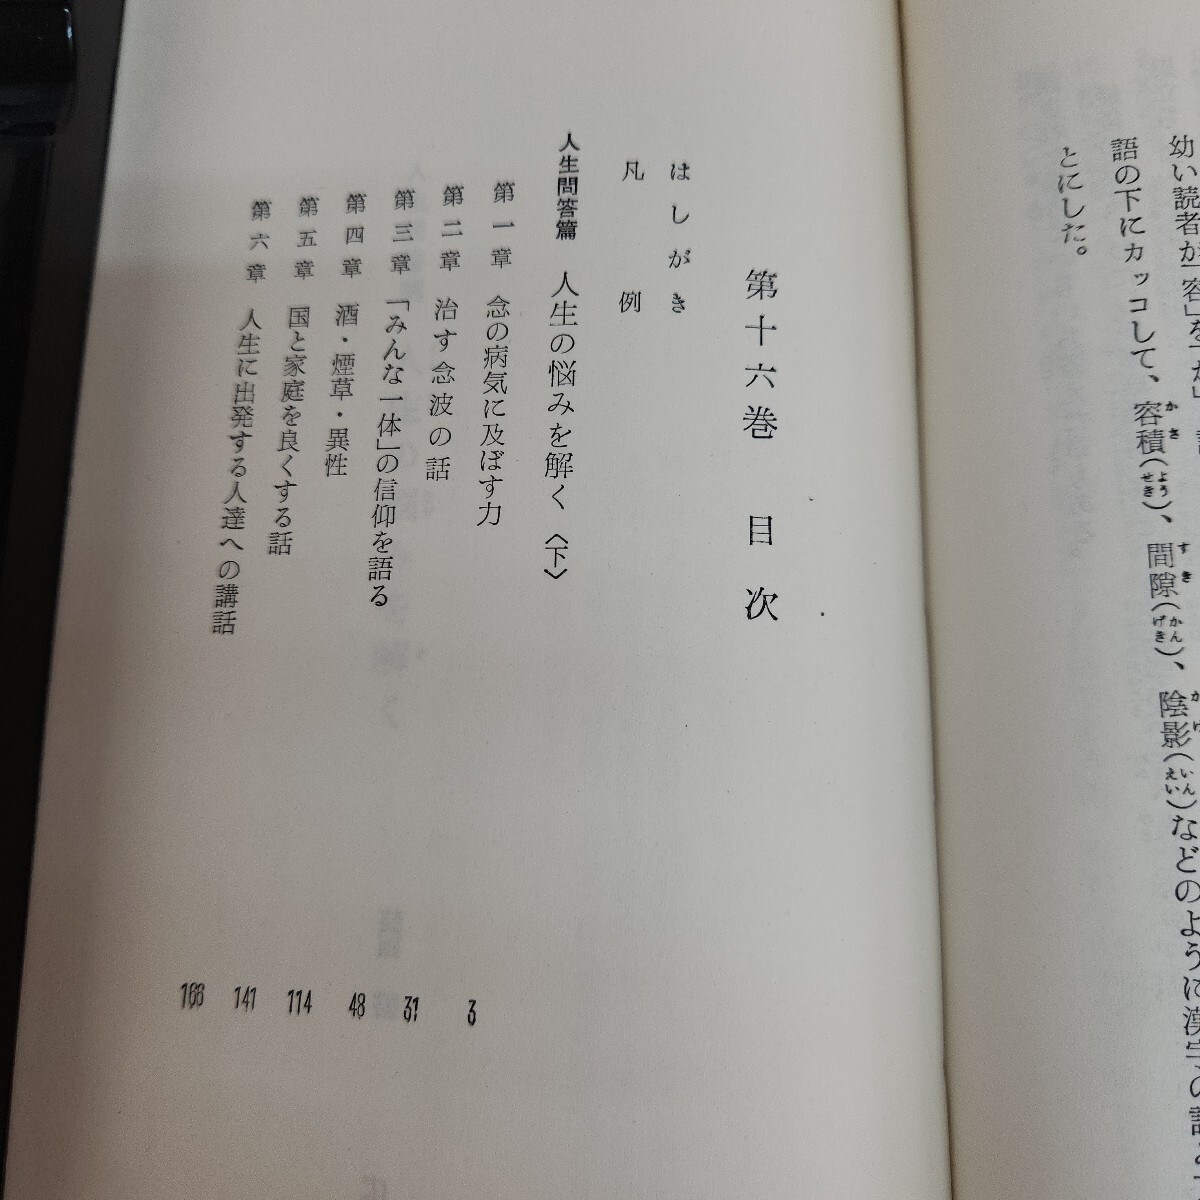 幼い読者が「容」を「か」
語の下にカッコして、容積(ようせき)、間隙(かんげき)、陰影(いんえい)などのように漢字の
とにした。
第十六巻 目次
はしがき
凡例
人生問答篇 人生の悩みを解く〈下〉
第一章 念の病気に及ぼす力 3
第二章 治す念波の話 31
第三章 「みんな一体」の信仰を語る 48
第四章 酒・煙草・異性 114
第五章 国と家庭を良くする話 141
第六章 人生に出発する人達への講話 166